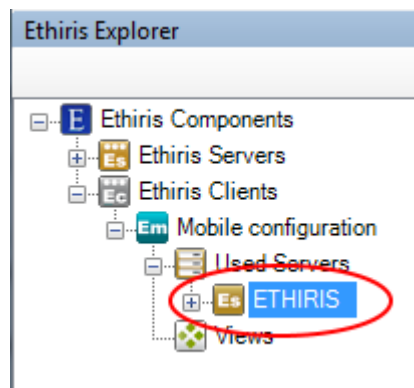 Ethiris Explorer
E Ethiris Components
Es Ethiris Servers
Ec Ethiris Clients
Em Mobile configuration
Used Servers
Es ETHIRIS
Views